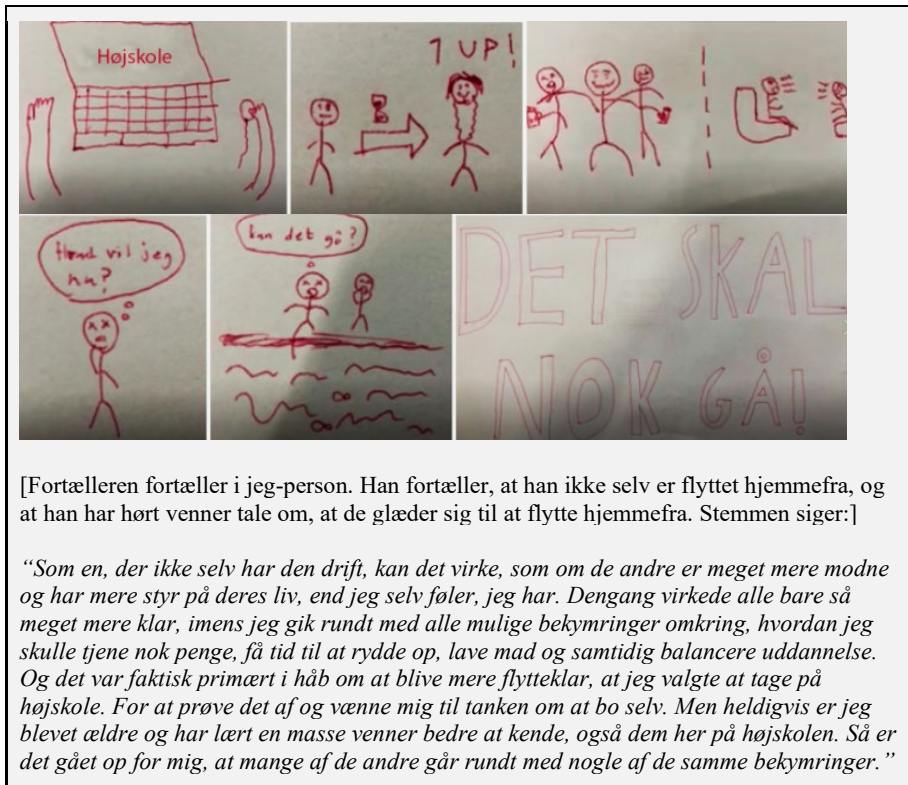 Højskole
1 UP!
Hvad vil jeg
nu?
kan det gå?
DET SKAL
NOK GÅ!
[Fortælleren fortæller i jeg-person. Han fortæller, at han ikke selv er flyttet hjemmefra, og
at han har hørt venner tale om, at de glæder sig til at flytte hjemmefra. Stemmen siger:]
“Som en, der ikke selv har den drift, kan det virke, som om de andre er meget mere modne
og har mere styr på deres liv, end jeg selv føler, jeg har. Dengang virkede alle bare så
meget mere klar, imens jeg gik rundt med alle mulige bekymringer omkring, hvordan jeg
skulle tjene nok penge, få tid til at rydde op, lave mad og samtidig balancere uddannelse.
Og det var faktisk primært i håb om at blive mere flytteklar, at jeg valgte at tage på
højskole. For at prøve det af og vænne mig til tanken om at bo selv. Men heldigvis er jeg
blevet ældre og har lært en masse venner bedre at kende, også dem her på højskolen. Så er
det gået op for mig, at mange af de andre går rundt med nogle af de samme bekymringer.”